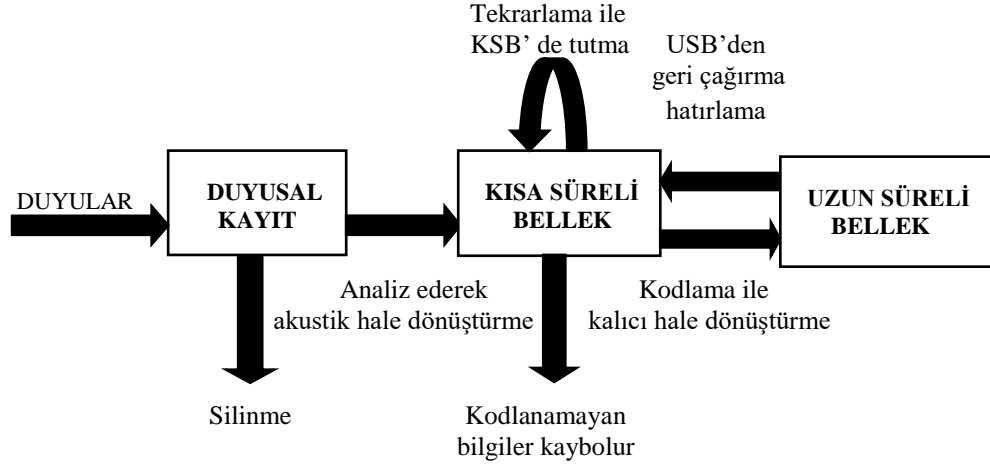 Tekrarlama ile
KSB’ de tutma
USB’den
geri çağırma
hatırlama
DUYULAR
DUYUSAL
KAYIT
KISA SÜRELİ
BELLEK
UZUN SÜRELİ
BELLEK
Analiz ederek
akustik hale dönüştürme
Kodlama ile
kalıcı hale dönüştürme
Silinme
Kodlanamayan
bilgiler kaybolur